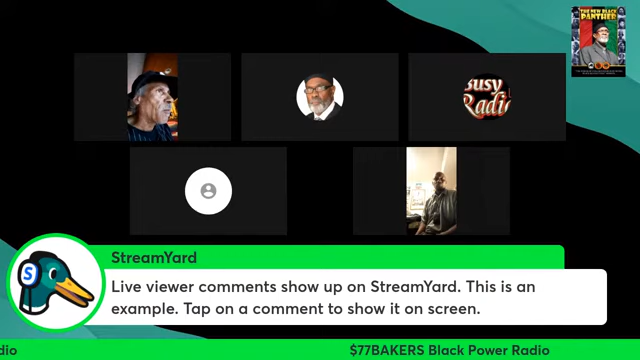 THE NEW BLACK
PANTHER
Busy
Radio
S
StreamYard
Live viewer comments show up on StreamYard. This is an
example. Tap on a comment to show it on screen.
dio
$77BAKERS Black Power Radio